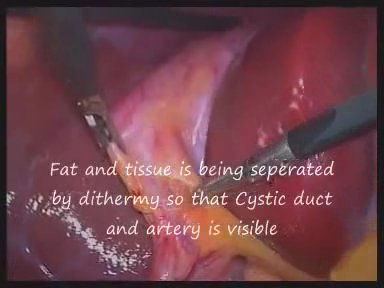 Fat and tissue is being seperated
by dithermy so that Cystic duct
and artery is visible